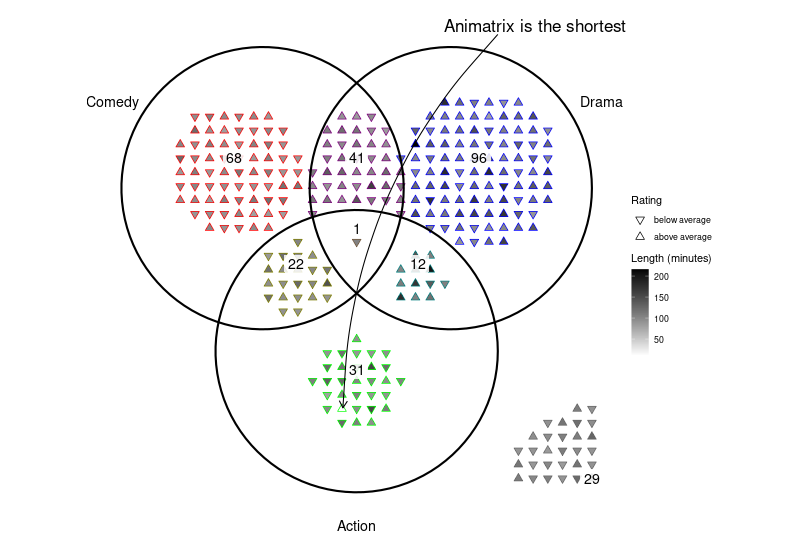 Animatrix is the shortest
Comedy
Drama
68
41
96
1
22
12
31
29
Action
Rating
below average
above average
Length (minutes)
200
150
100
50